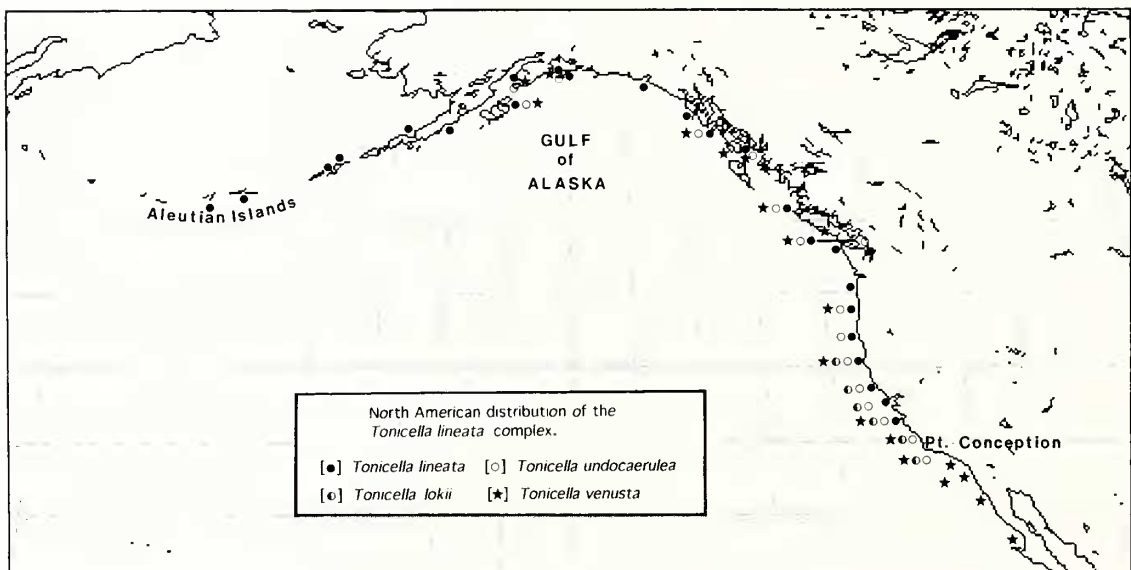 GULF
of
ALASKA
Aleutian Islands
North American distribution of the
Tonicella lineata complex.
[●] Tonicella lineata [○] Tonicella undocaerulea
[◐] Tonicella lokii [★] Tonicella venusta
Pt. Conception